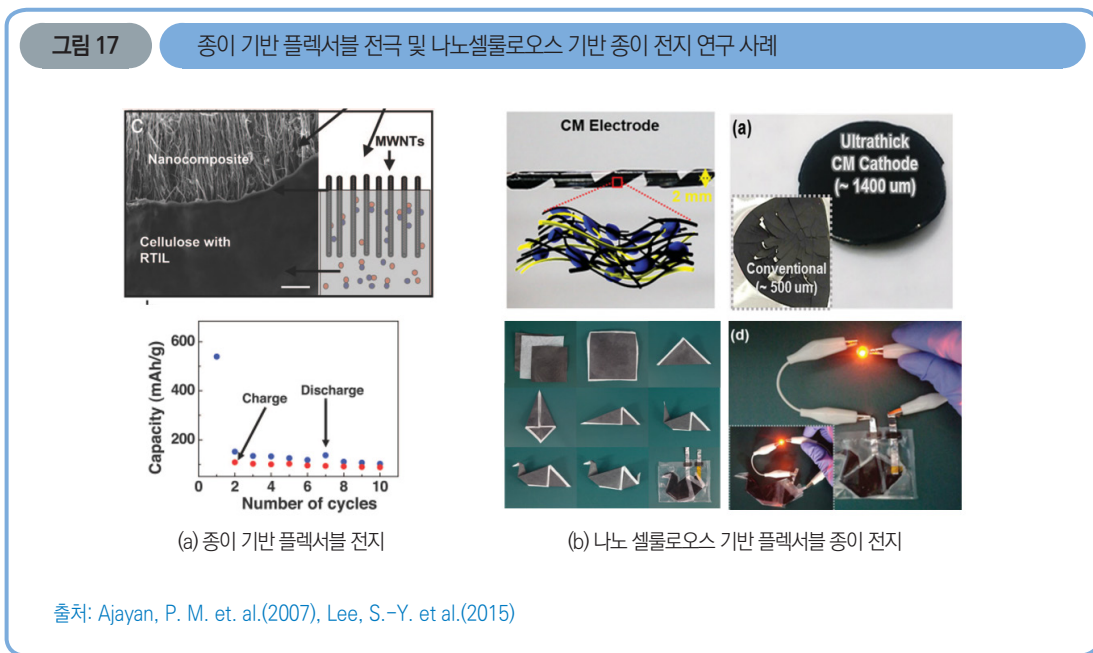 그림 17
종이 기반 플렉서블 전극 및 나노셀룰로오스 기반 종이 전지 연구 사례
C
MWNTs
Nanocomposite
Cellulose with
RTIL
600
400
200
Capacity (mAh/g)
Charge
Discharge
0 2 4 6 8 10
Number of cycles
(a) 종이 기반 플렉서블 전지
CM Electrode
2 mm
(a)
Ultrathick
CM Cathode
(~ 1400 um)
Conventional
(~ 500 um)
(d)
(b) 나노 셀룰로오스 기반 플렉서블 종이 전지
출처: Ajayan, P. M. et. al.(2007), Lee, S.-Y. et al.(2015)